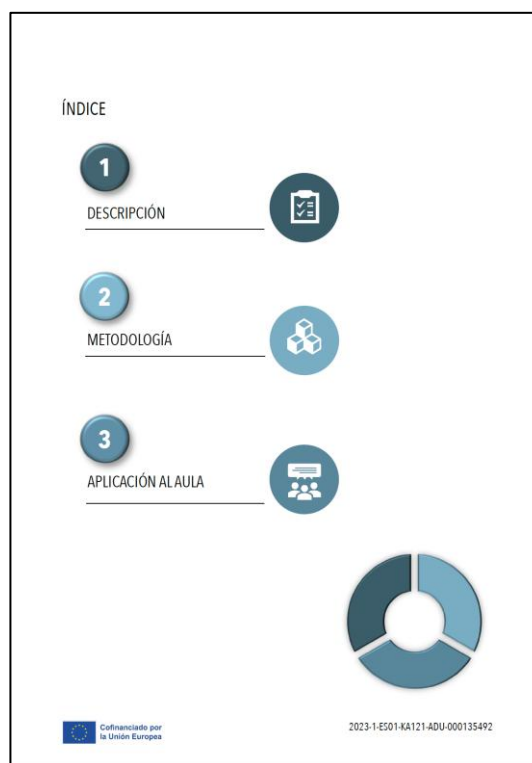 ÍNDICE
1
DESCRIPCIÓN
2
METODOLOGÍA
3
APLICACIÓN AL AULA
Cofinanciado por
la Unión Europea
2023-1-ES01-KA121-ADU-000135492